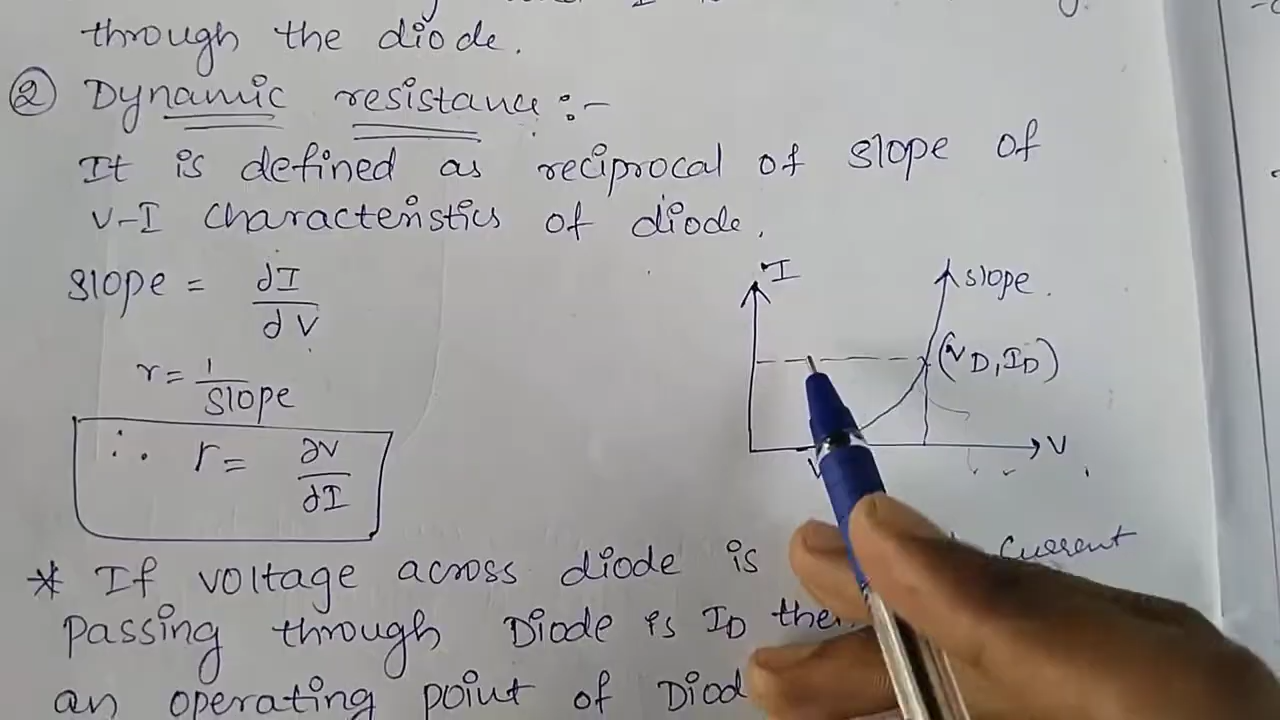 through the diode.
② Dynamic resistance :-
It is defined as reciprocal of slope of
V-I characteristics of diode.
slope = dI/dV
r = 1/slope
∴ r = ∂V/∂I
I
slope.
(VD, ID)
V
* If voltage across diode is current
passing through Diode is ID
an operating point of